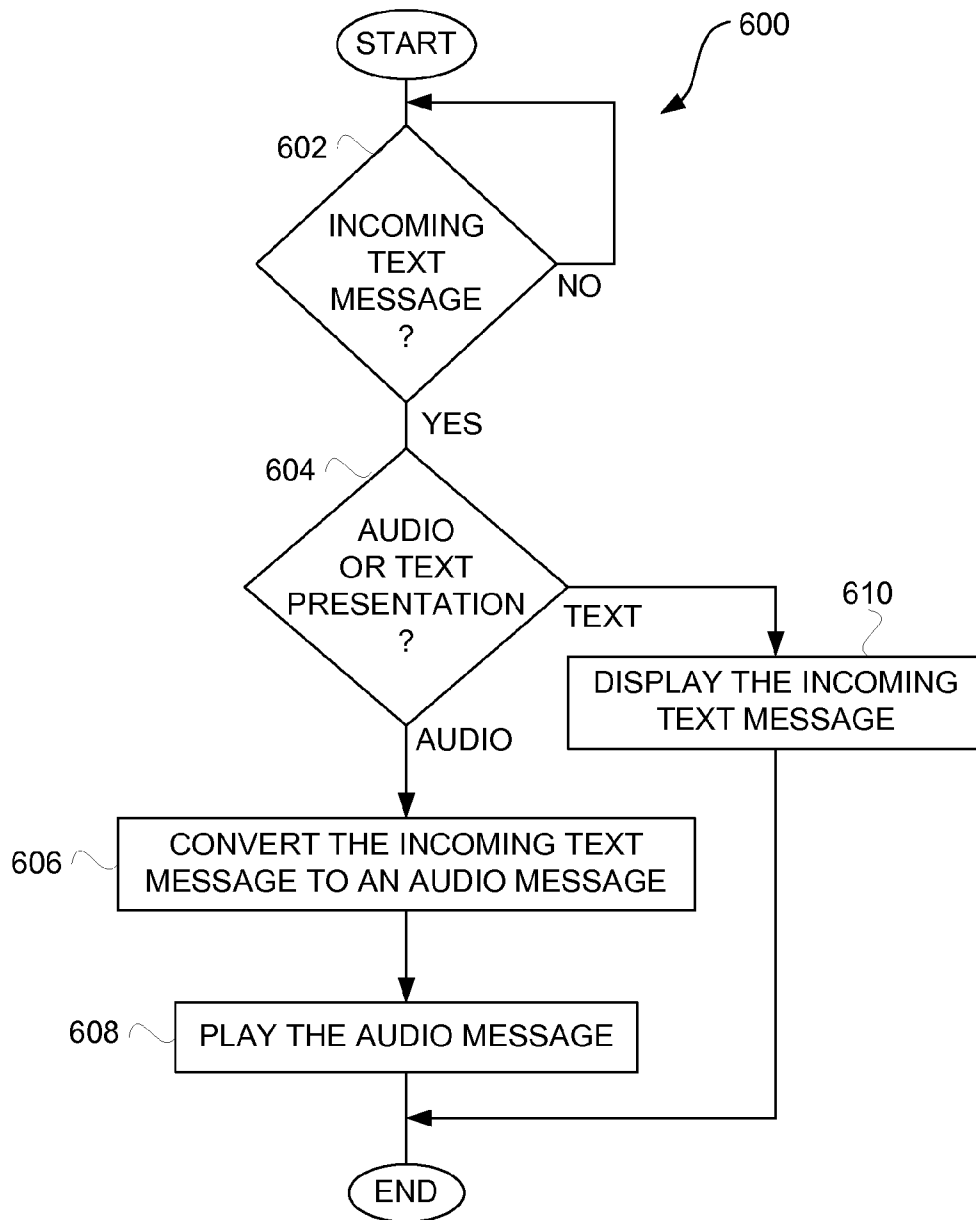 START
600
602
INCOMING
TEXT
MESSAGE
?
NO
YES
604
AUDIO
OR TEXT
PRESENTATION
?
TEXT
610
DISPLAY THE INCOMING
TEXT MESSAGE
AUDIO
606
CONVERT THE INCOMING TEXT
MESSAGE TO AN AUDIO MESSAGE
608
PLAY THE AUDIO MESSAGE
END